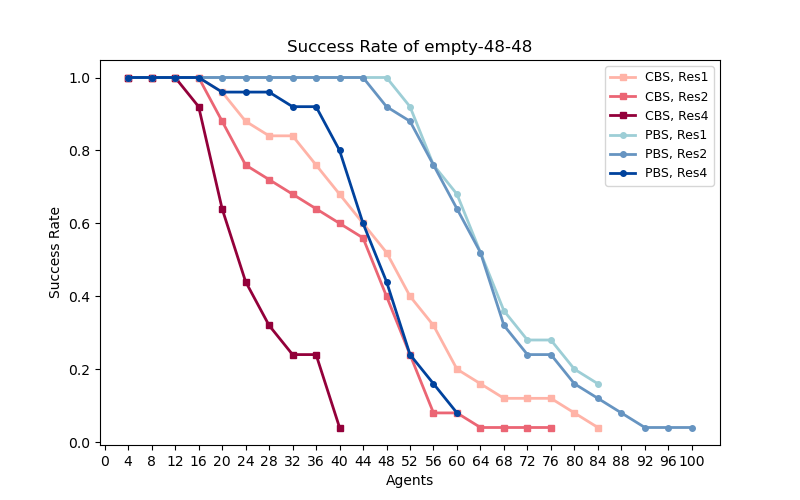 Success Rate of empty-48-48
CBS, Res1
CBS, Res2
CBS, Res4
PBS, Res1
PBS, Res2
PBS, Res4
Success Rate
1.0
0.8
0.6
0.4
0.2
0.0
0 4 8 12 16 20 24 28 32 36 40 44 48 52 56 60 64 68 72 76 80 84 88 92 96 100
Agents